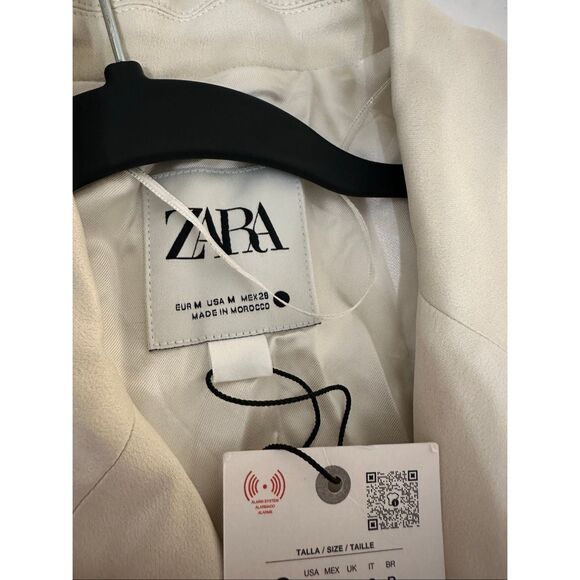 ZARA
EUR M USA M MEX 28
MADE IN MOROCCO
ALARM SYSTEM
ALARMADO
ALARME
TALLA / SIZE / TAILLE
USA MEX UK IT BR